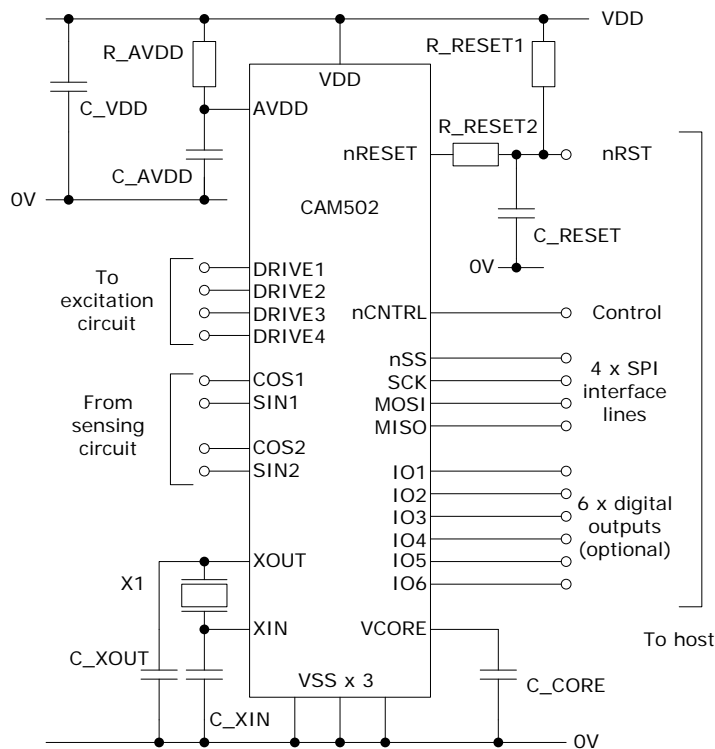 VDD
R_AVDD
R_RESET1
VDD
C_VDD
AVDD
R_RESET2
nRESET
nRST
C_AVDD
0V
CAM502
C_RESET
0V
To
excitation
circuit
DRIVE1
DRIVE2
DRIVE3
DRIVE4
nCNTRL
Control
From
sensing
circuit
COS1
SIN1
COS2
SIN2
nSS
SCK
MOSI
MISO
4 x SPI
interface
lines
IO1
IO2
IO3
IO4
IO5
IO6
6 x digital
outputs
(optional)
XOUT
X1
XIN
VCORE
To host
C_XOUT
VSS x 3
C_CORE
C_XIN
0V